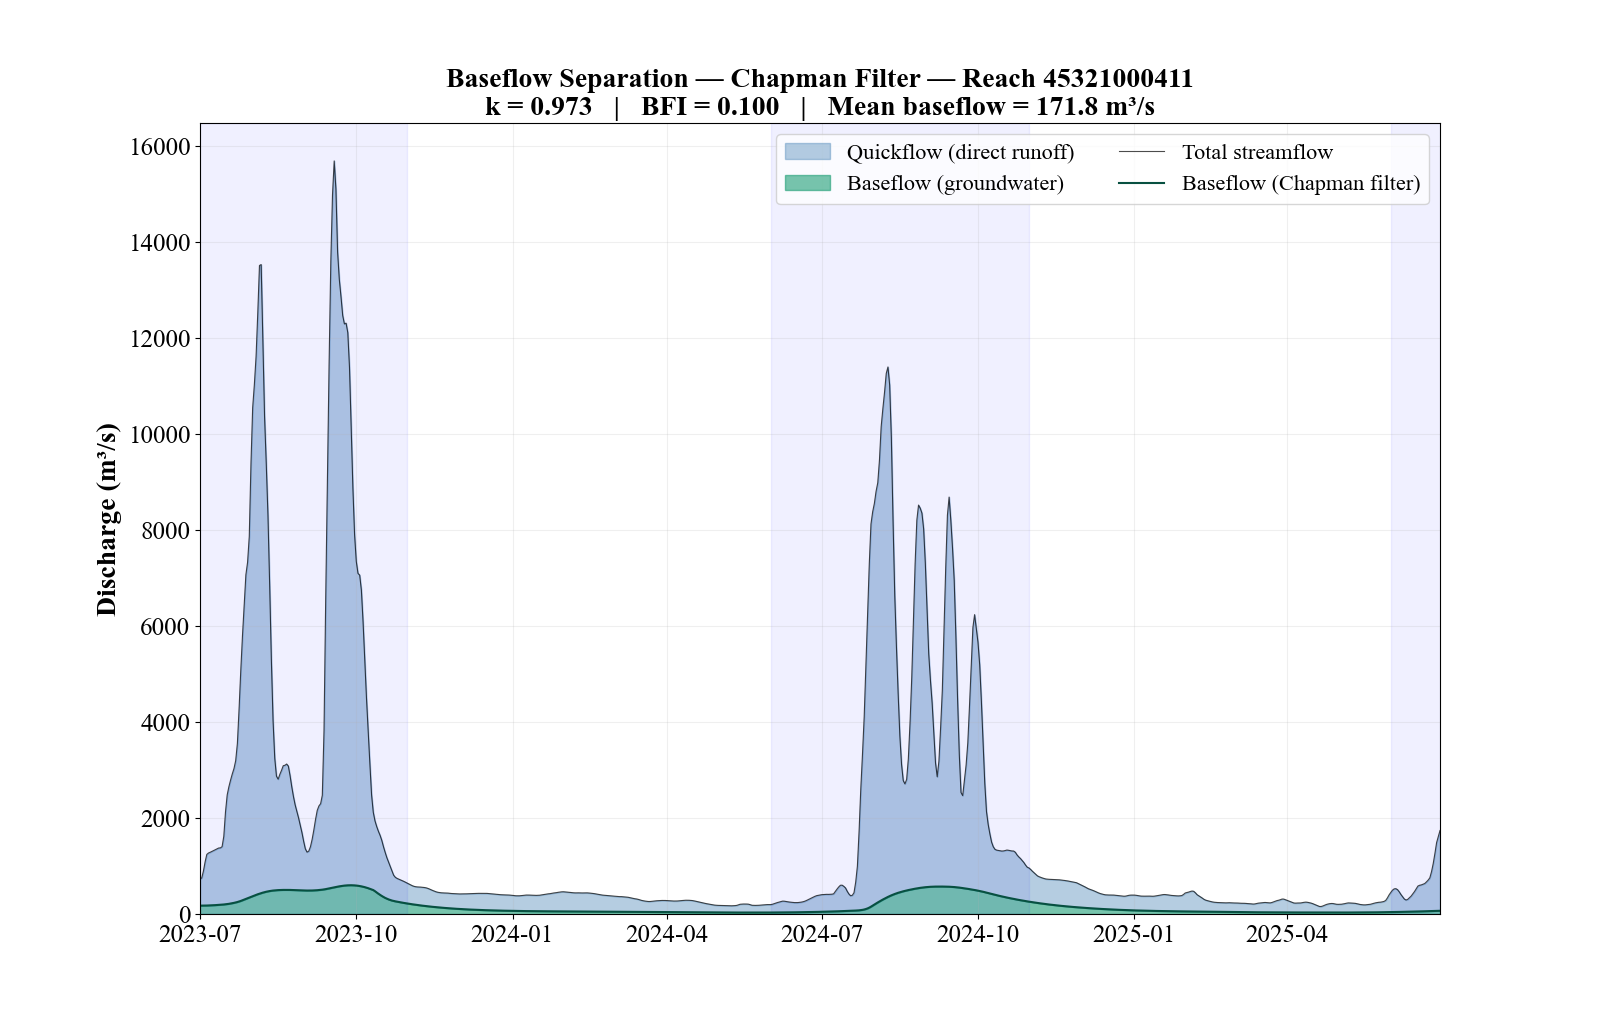 Baseflow Separation — Chapman Filter — Reach 45321000411
k = 0.973 | BFI = 0.100 | Mean baseflow = 171.8 m³/s
Quickflow (direct runoff)
Baseflow (groundwater)
Total streamflow
Baseflow (Chapman filter)
Discharge (m³/s)
16000
14000
12000
10000
8000
6000
4000
2000
0
2023-07 2023-10 2024-01 2024-04 2024-07 2024-10 2025-01 2025-04